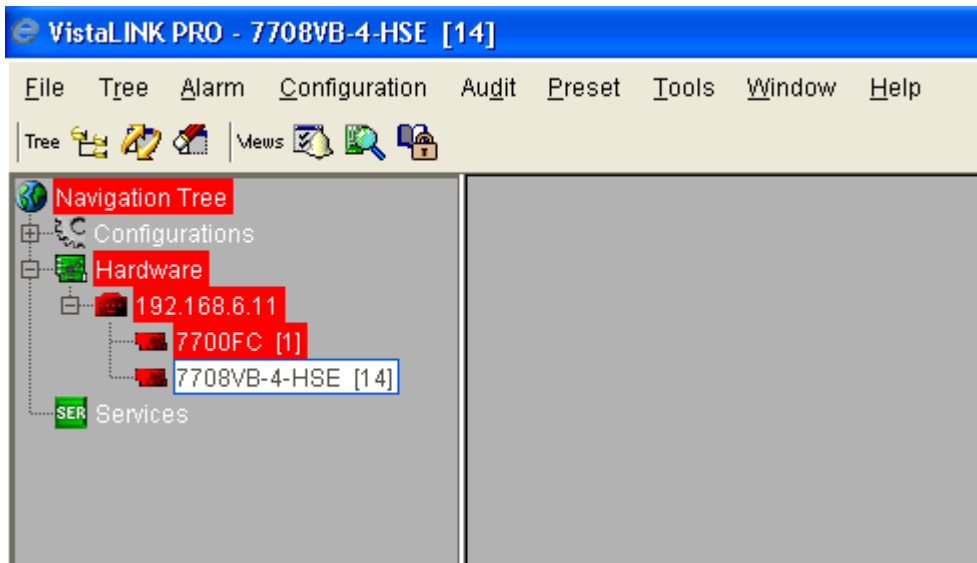 VistaLINK PRO - 7708VB-4-HSE [14]
File Tree Alarm Configuration Audit Preset Tools Window Help
Tree Views
Navigation Tree
Configurations
Hardware
192.168.6.11
7700FC [1]
7708VB-4-HSE [14]
SER Services